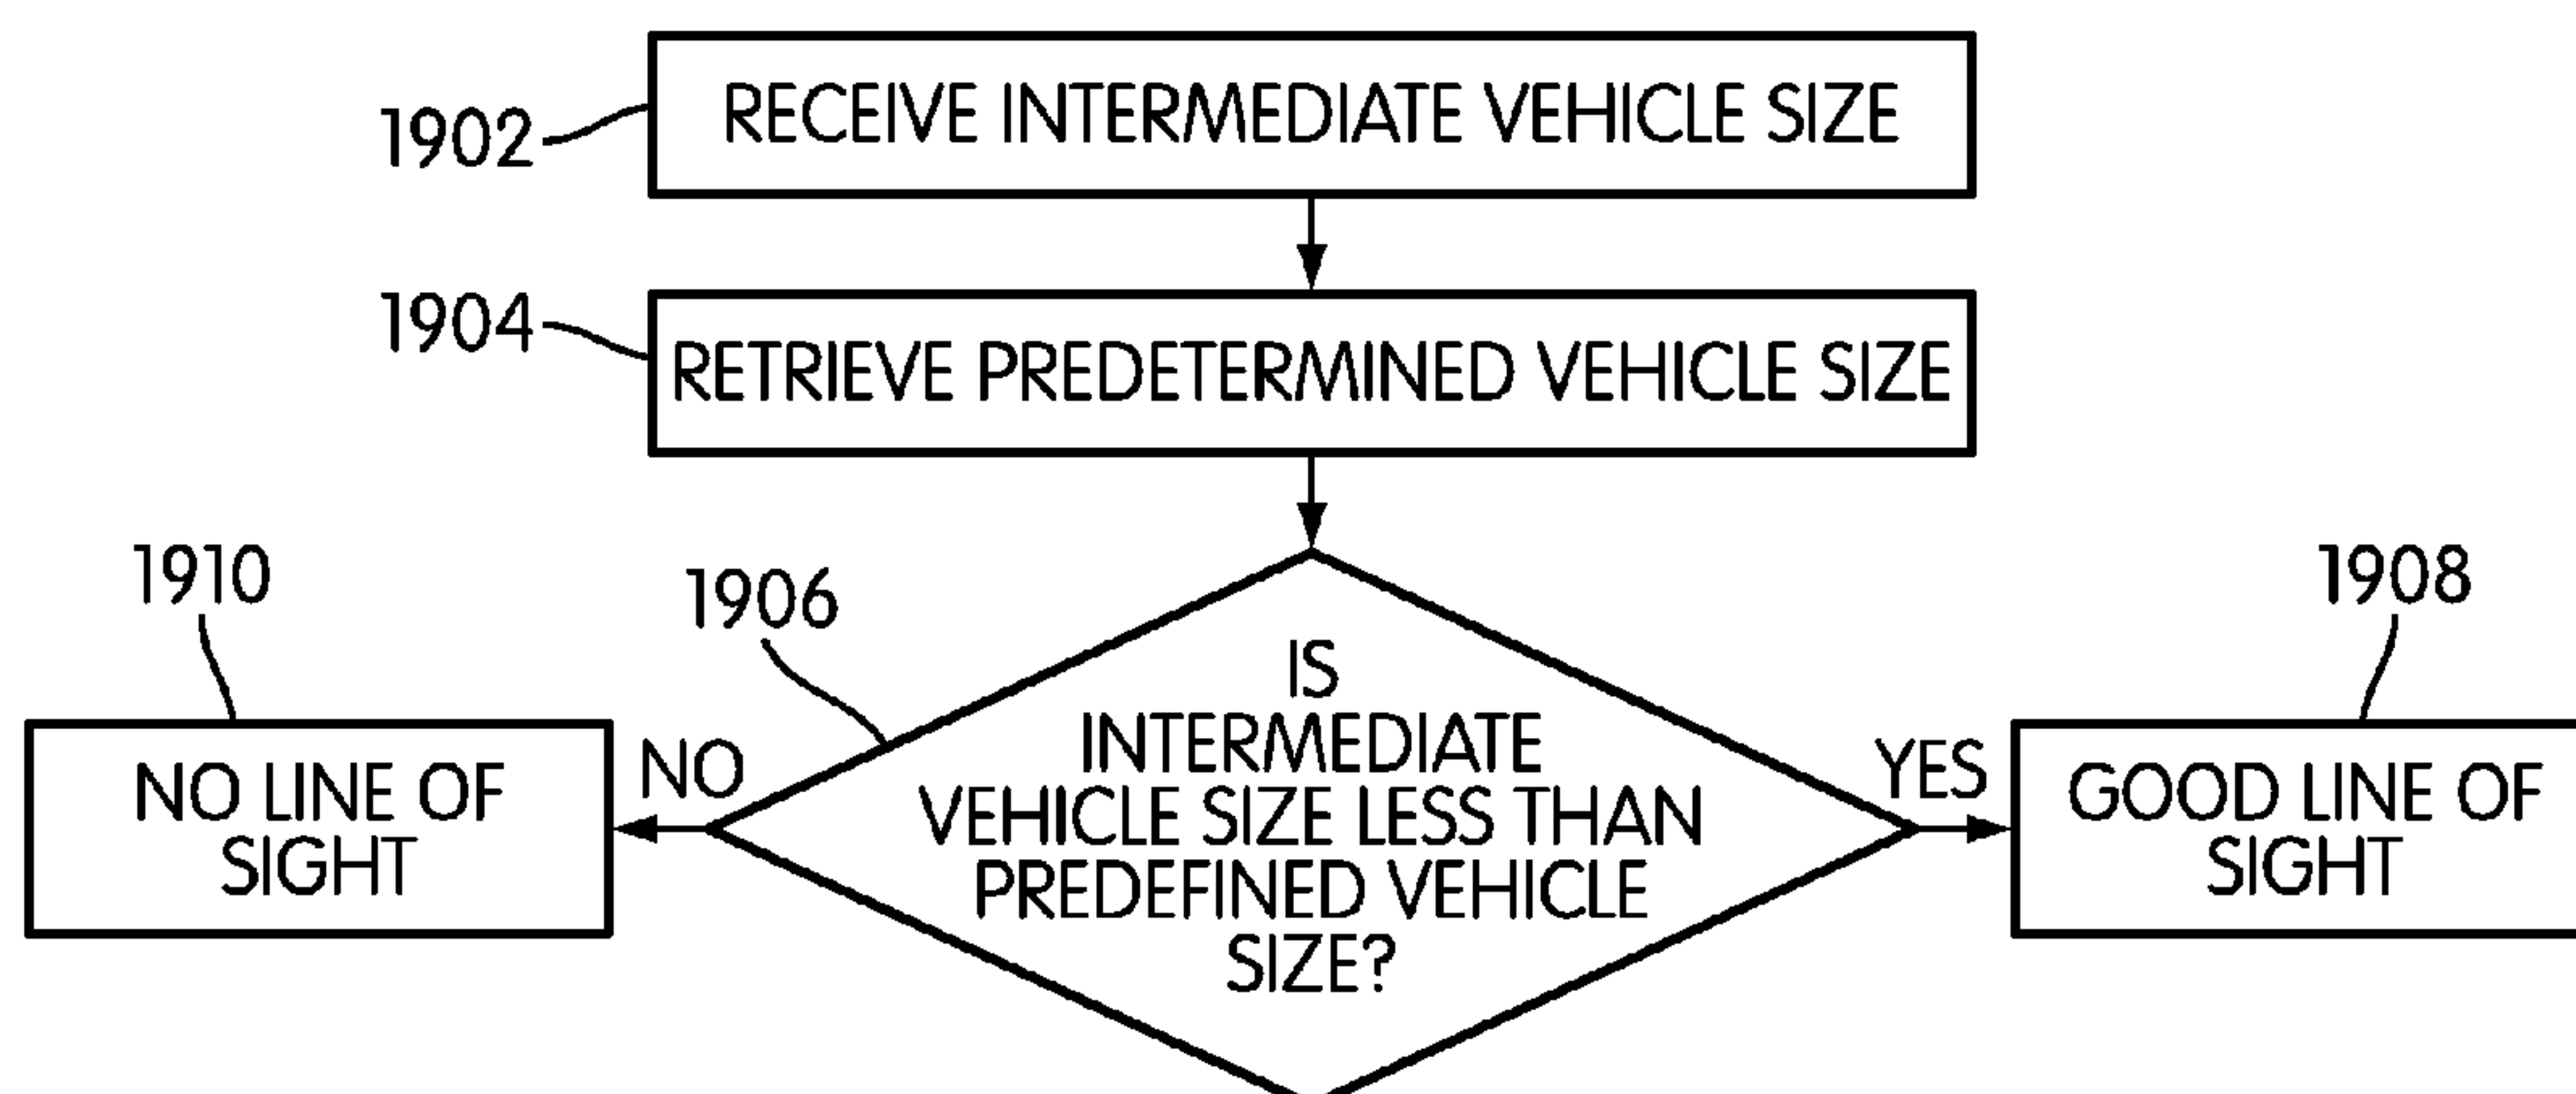 1902
RECEIVE INTERMEDIATE VEHICLE SIZE
1904
RETRIEVE PREDETERMINED VEHICLE SIZE
1910
1906
1908
IS
INTERMEDIATE
VEHICLE SIZE LESS THAN
PREDEFINED VEHICLE
SIZE?
NO
YES
NO LINE OF
SIGHT
GOOD LINE OF
SIGHT